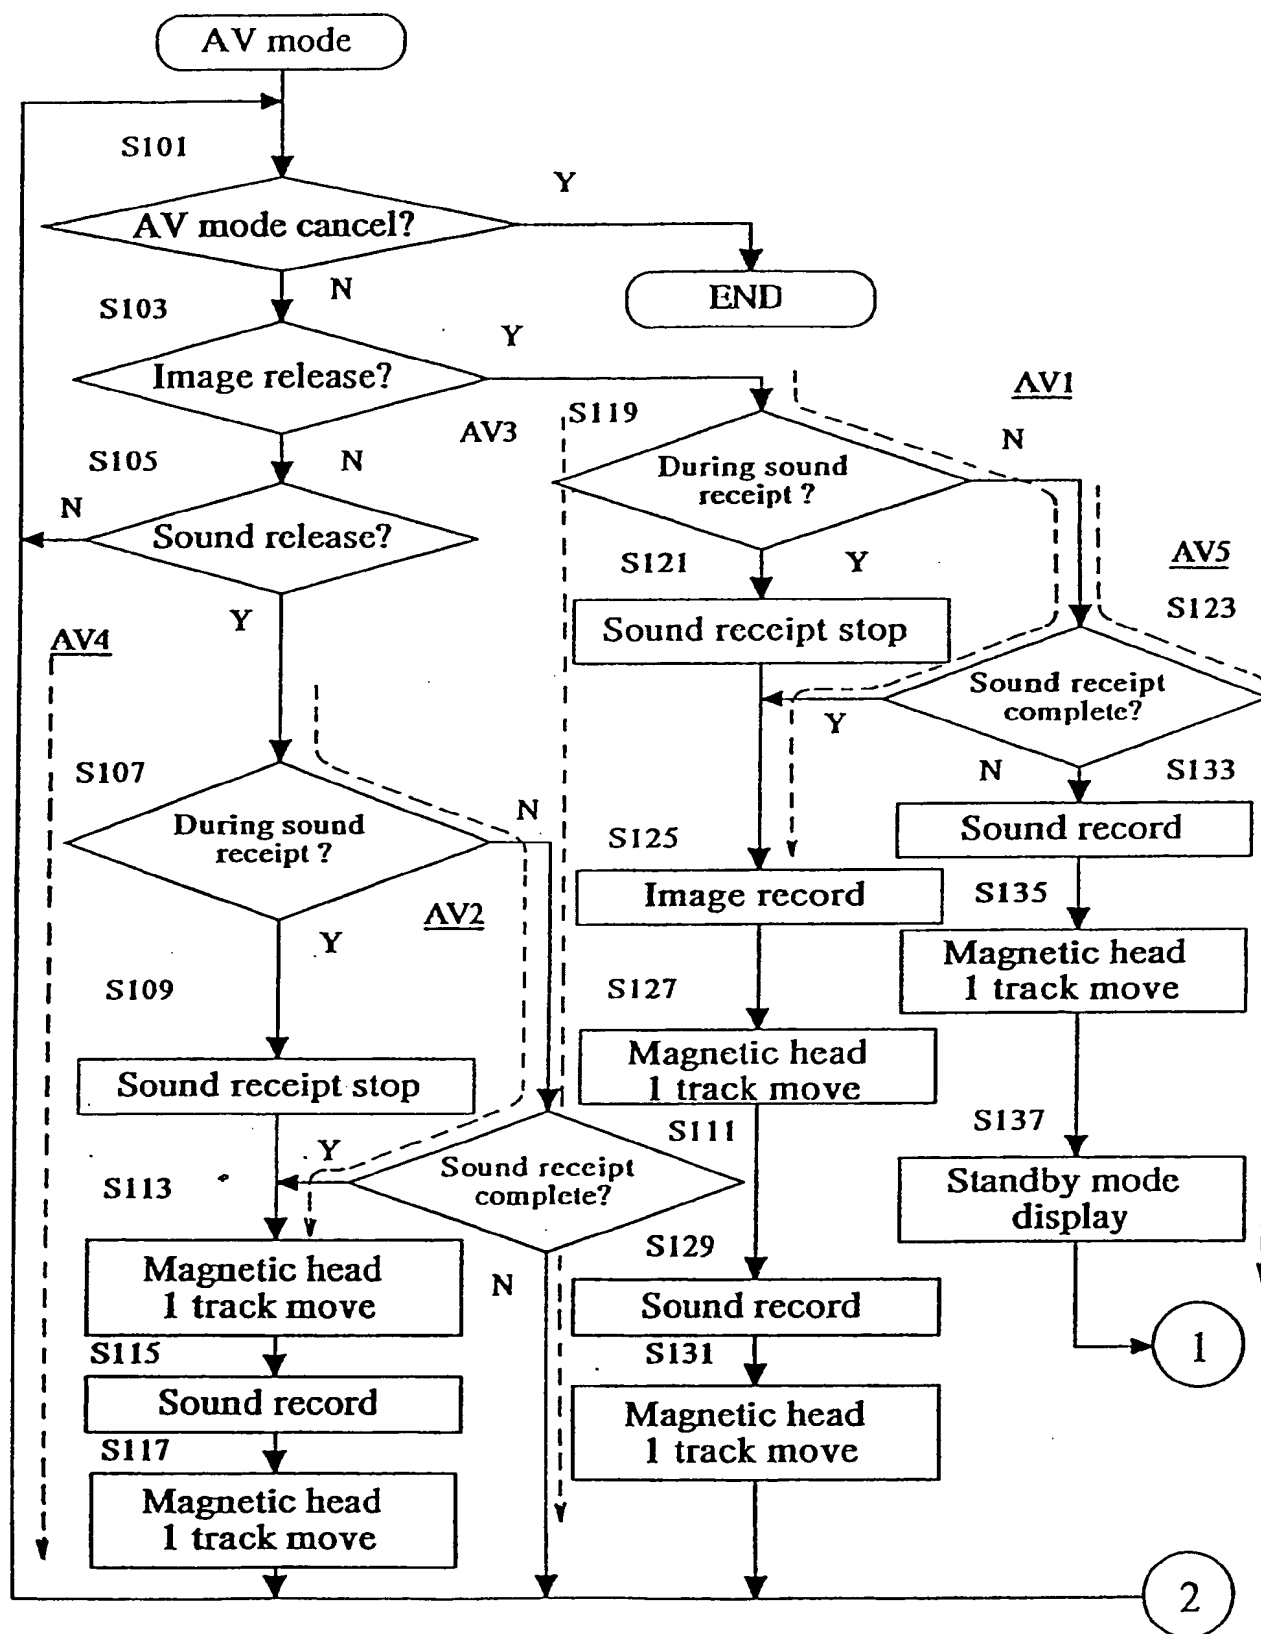 AV mode
S101
Y
AV mode cancel?
N
END
S103
Y
Image release?
AV1
S119
AV3
N
S105
N
During sound
receipt ?
N
Sound release?
S121
Y
AV5
S123
Y
Sound receipt stop
AV4
Sound receipt
complete?
Y
S107
N
S133
N
During sound
receipt ?
S125
Sound record
Image record
S135
AV2
Y
Magnetic head
1 track move
S109
S127
Magnetic head
1 track move
Sound receipt stop
S137
S111
Y
Sound receipt
complete?
S113
Standby mode
display
S129
N
Magnetic head
1 track move
Sound record
1
S115
S131
Sound record
Magnetic head
1 track move
S117
Magnetic head
1 track move
2